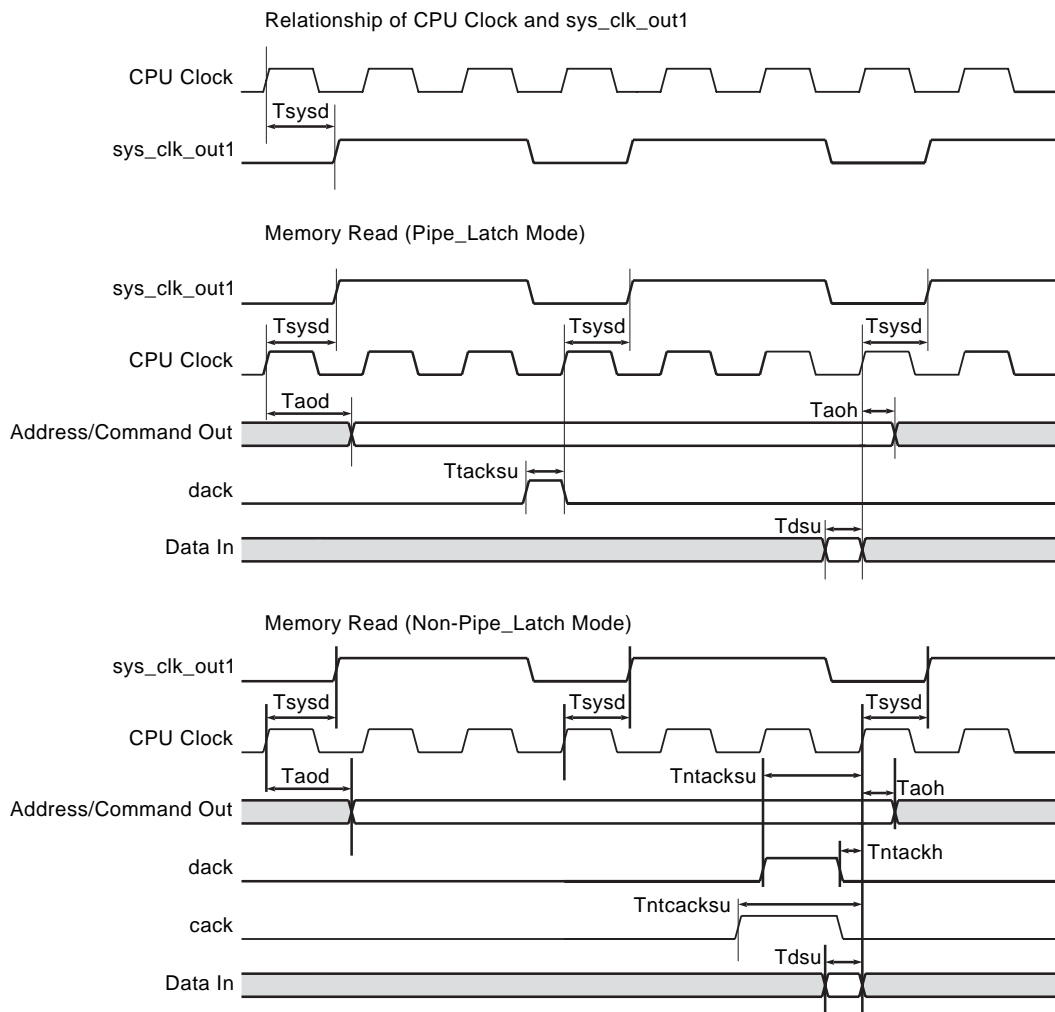 Relationship of CPU Clock and sys_clk_out1
CPU Clock
Tsysd
sys_clk_out1
Memory Read (Pipe_Latch Mode)
sys_clk_out1
Tsysd Tsysd Tsysd
CPU Clock
Taod Taoh
Address/Command Out
Ttacksu
dack
Tdsu
Data In
Memory Read (Non-Pipe_Latch Mode)
sys_clk_out1
Tsysd Tsysd Tsysd
CPU Clock
Taod Tntacksu Taoh
Address/Command Out
Tntackh
dack
Tntcacksu
cack
Tdsu
Data In